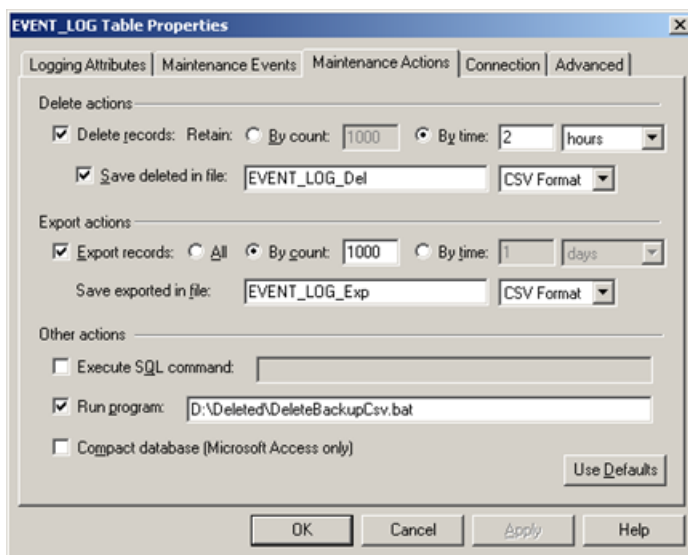 EVENT_LOG Table Properties
Logging Attributes Maintenance Events Maintenance Actions Connection Advanced
Delete actions
Delete records: Retain: By count: 1000 By time: 2 hours
Save deleted in file: EVENT_LOG_Del CSV Format
Export actions
Export records: All By count: 1000 By time: 1 days
Save exported in file: EVENT_LOG_Exp CSV Format
Other actions
Execute SQL command:
Run program: D:\Deleted\DeleteBackupCsv.bat
Compact database (Microsoft Access only)
Use Defaults
OK Cancel Apply Help